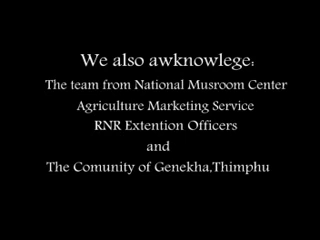 We also awknowlege:
The team from National Musroom Center
Agriculture Marketing Service
RNR Extention Officers
and
The Comunity of Genekha,Thimphu